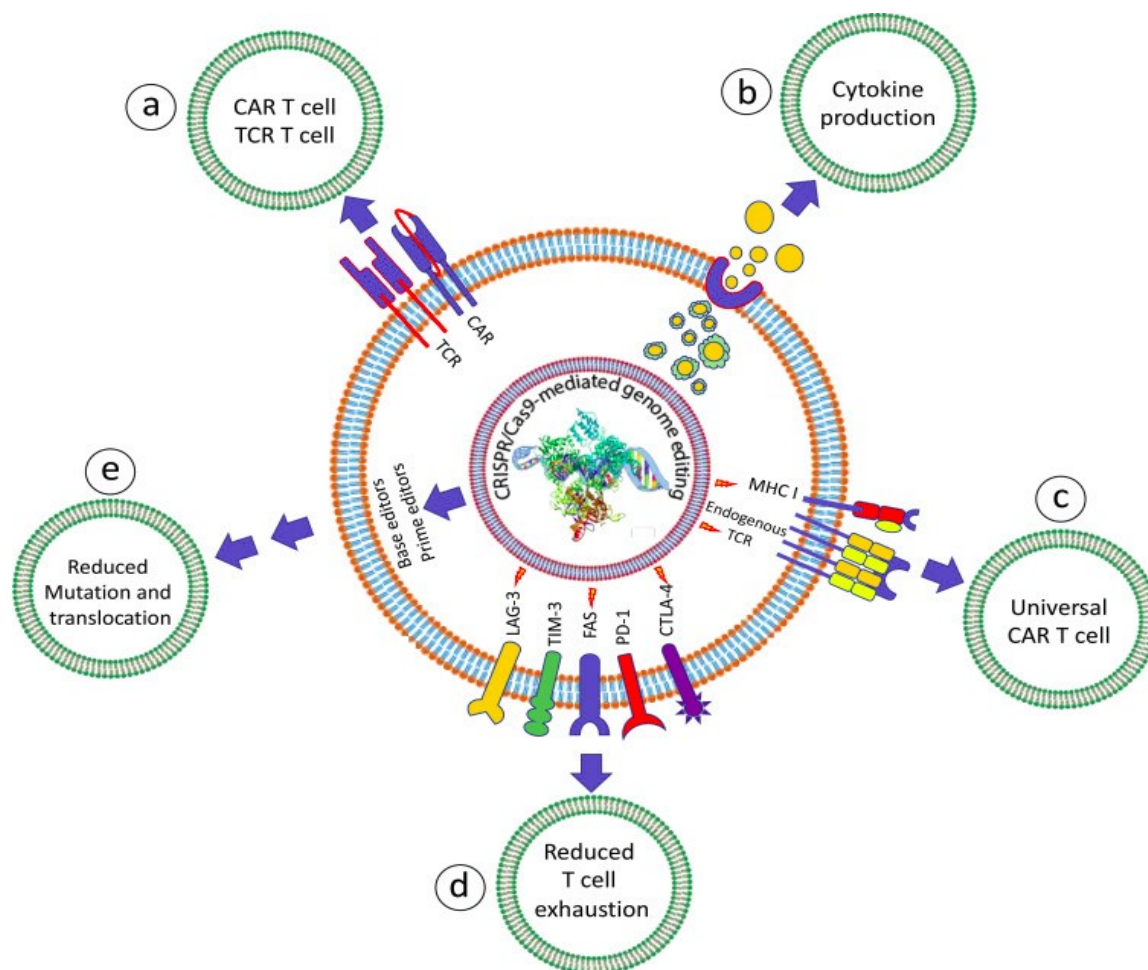 a
CAR T cell
TCR T cell
b
Cytokine
production
TCR
CAR
CRISPR/Cas9-mediated genome editing
MHC I
Endogenous
TCR
c
Universal
CAR T cell
e
Reduced
Mutation and
translocation
Base editors
Prime editors
LAG-3
TIM-3
FAS
PD-1
CTLA-4
d
Reduced
T cell
exhaustion